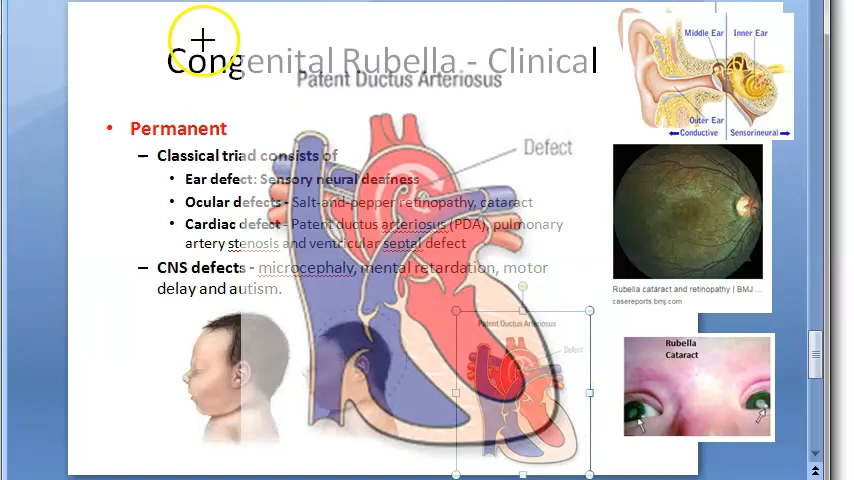 Congenital Rubella - Clinical
Patent Ductus Arteriosus
Permanent
– Classical triad consists of
Ear defect: Sensory neural deafness
Ocular defects - Salt-and-pepper retinopathy, cataract
Cardiac defect - Patent ductus arteriosus (PDA), pulmonary
artery stenosis and ventricular septal defect
– CNS defects - microcephaly, mental retardation, motor
delay and autism.
Defect
Patent Ductus Arteriosus
Defect
Middle Ear
Inner Ear
Outer Ear
Conductive
Sensorineural
Rubella cataract and retinopathy | BMJ ...
casereports.bmj.com
Rubella
Cataract